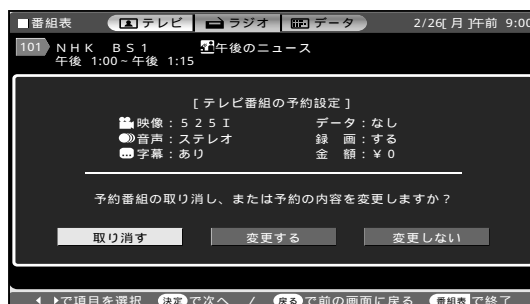 ■番組表 テレビ ラジオ データ 2/26[月]午前 9:00
101 ＮＨＫ ＢＳ１ 午後のニュース
午後 1:00~午後 1:15
[テレビ番組の予約設定]
映像：５２５Ｉ データ：なし
音声：ステレオ 録 画：する
字幕：あり 金 額：￥０
予約番組の取り消し、または予約の内容を変更しますか？
取り消す 変更する 変更しない
で項目を選択 決定で次へ / 戻るで前の画面に戻る 番組表で終了